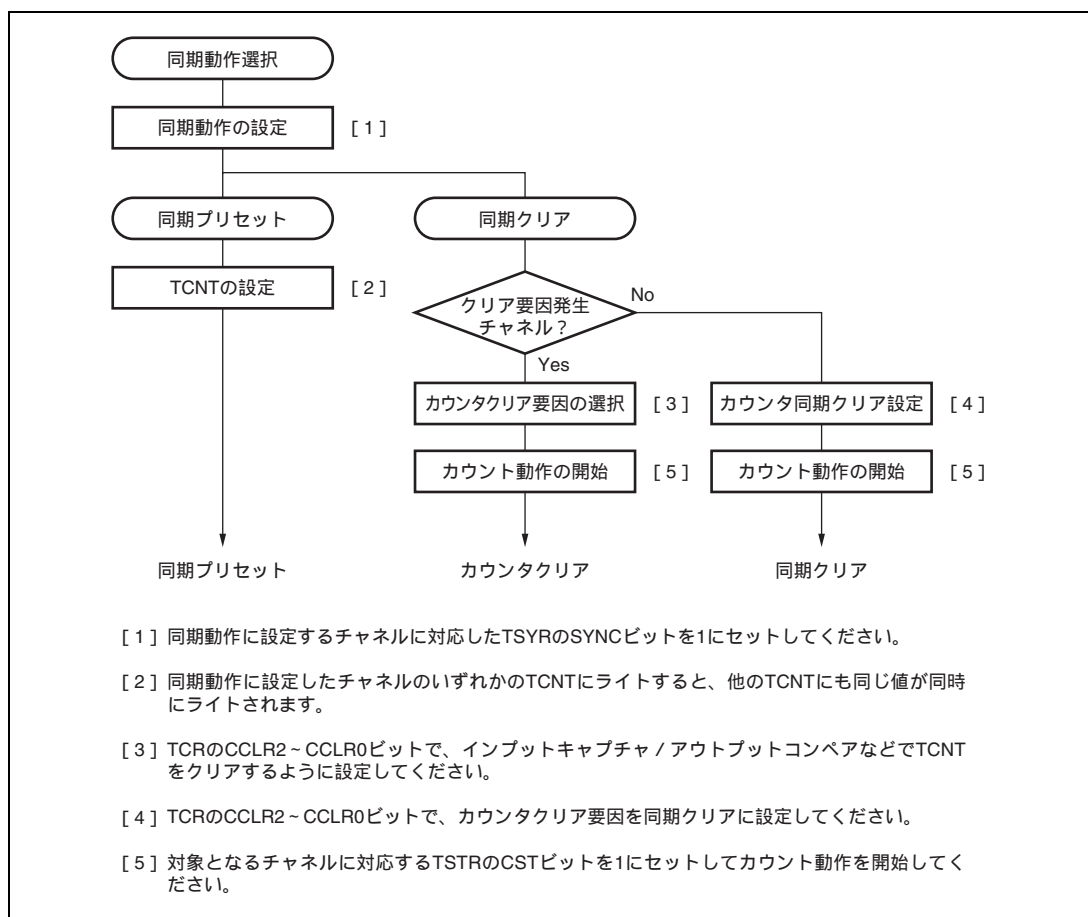 同期動作選択
同期動作の設定 [ 1 ]
同期プリセット 同期クリア
TCNTの設定 [ 2 ]
クリア要因発生
チャネル？
No
Yes
カウンタクリア要因の選択 [ 3 ] カウンタ同期クリア設定 [ 4 ]
カウント動作の開始 [ 5 ] カウント動作の開始 [ 5 ]
同期プリセット カウンタクリア 同期クリア
[ 1 ] 同期動作に設定するチャネルに対応したTSYRのSYNCビットを1にセットしてください。
[ 2 ] 同期動作に設定したチャネルのいずれかのTCNTにライトすると、他のTCNTにも同じ値が同時
にライトされます。
[ 3 ] TCRのCCLR2～CCLR0ビットで、インプットキャプチャ / アウトプットコンペアなどでTCNT
をクリアするように設定してください。
[ 4 ] TCRのCCLR2～CCLR0ビットで、カウンタクリア要因を同期クリアに設定してください。
[ 5 ] 対象となるチャネルに対応するTSTRのCSTビットを1にセットしてカウント動作を開始してく
ださい。